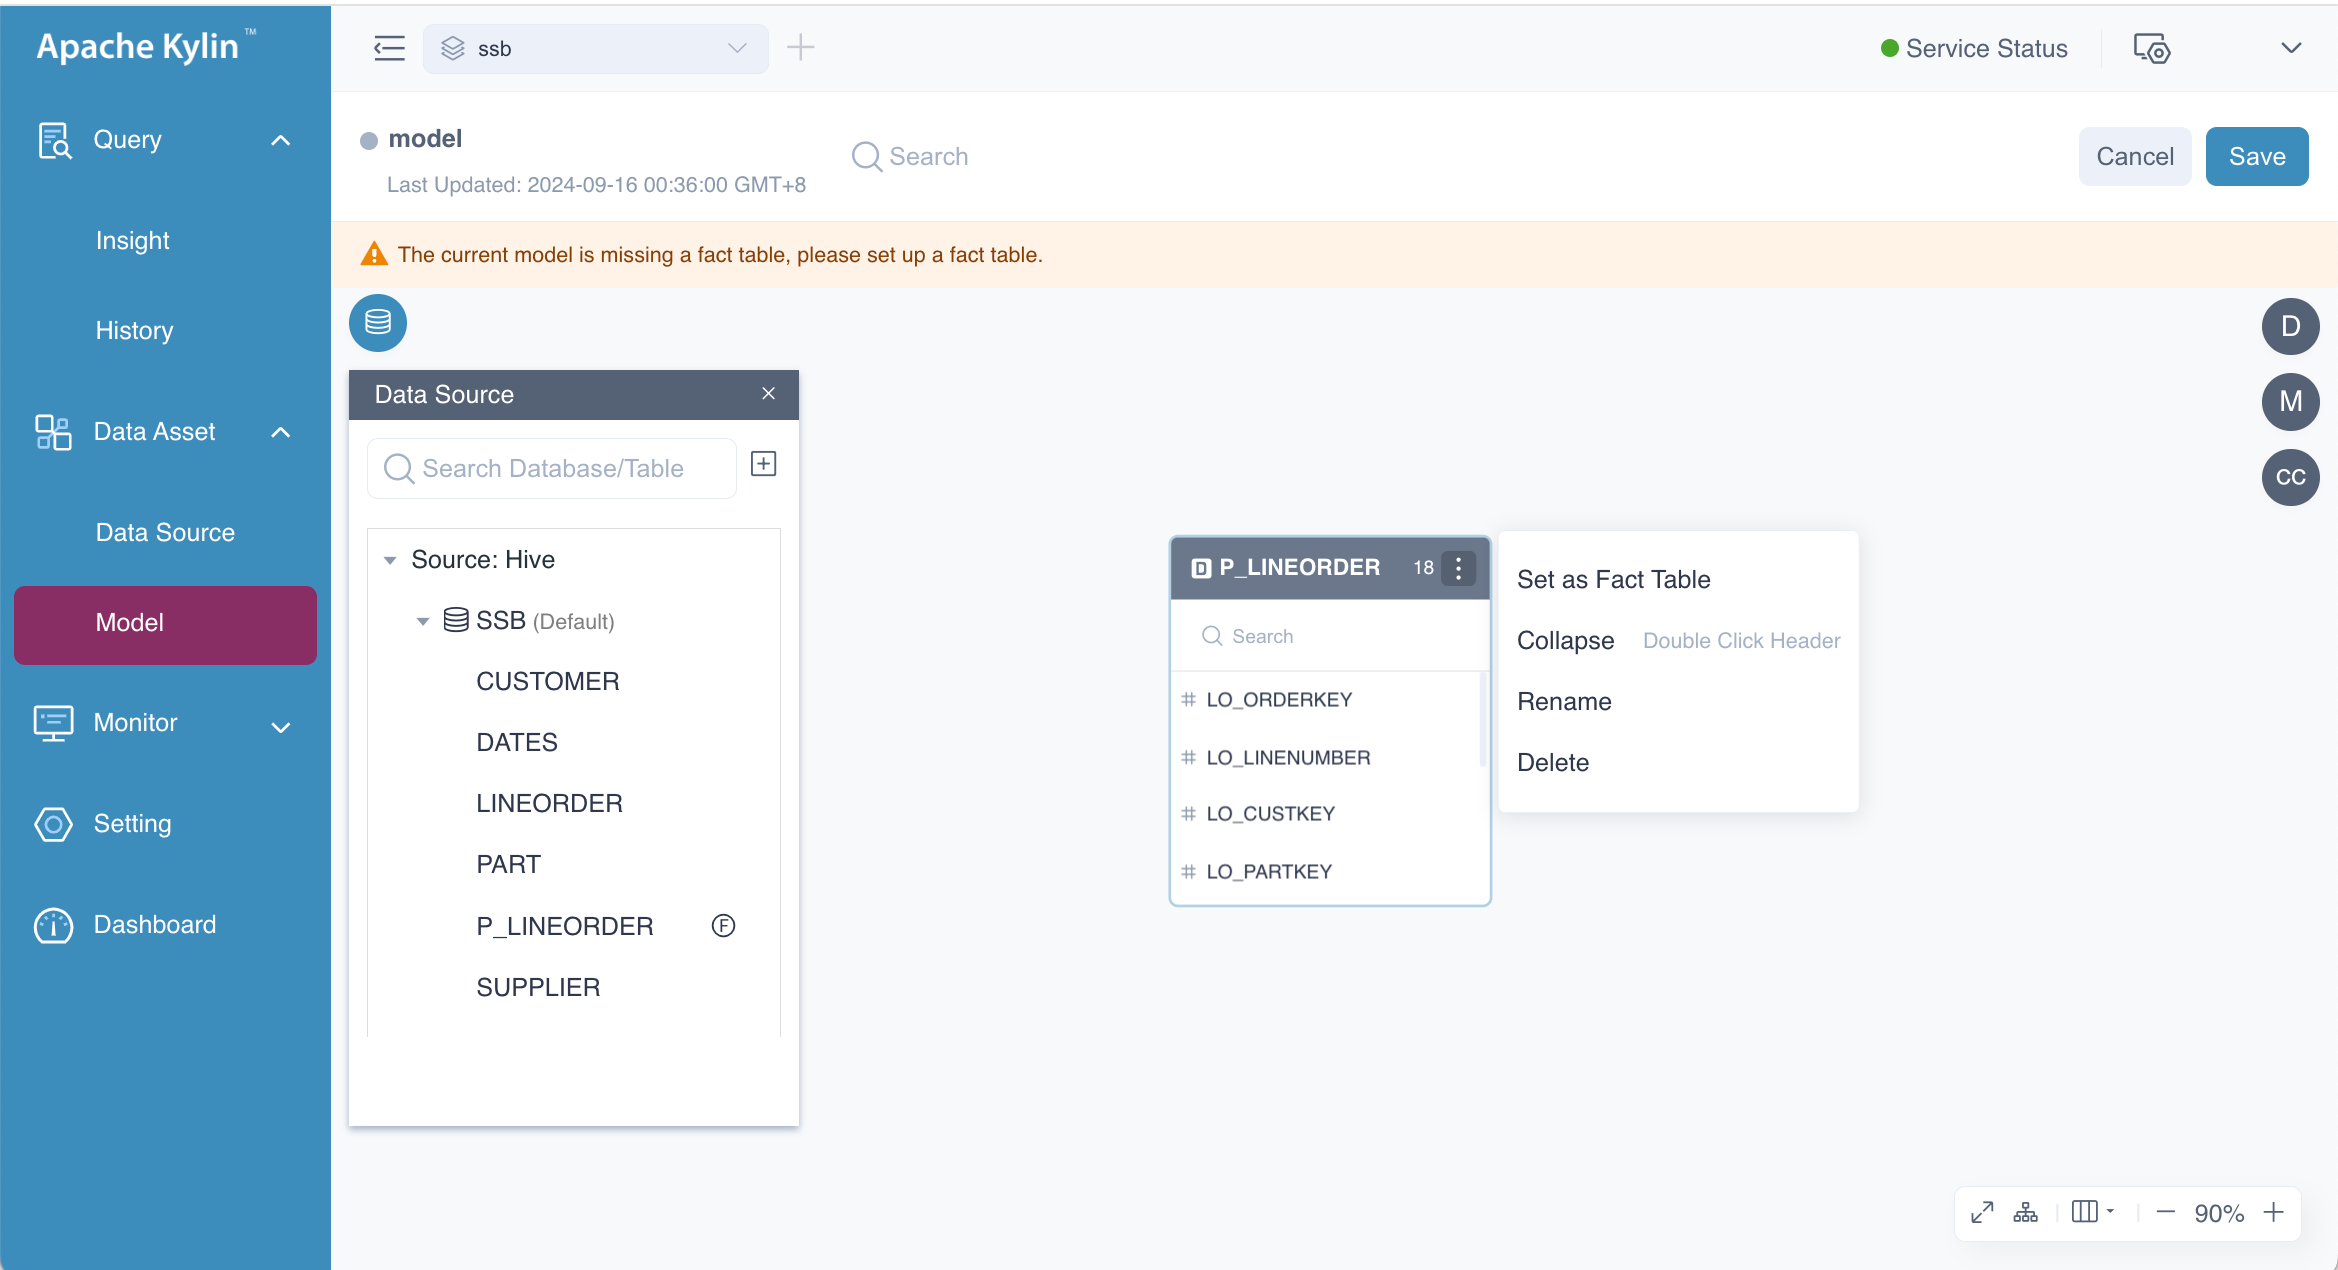 Apache Kylin ™
Query
Insight
History
Data Asset
Data Source
Model
Monitor
Setting
Dashboard
ssb
Service Status
model
Last Updated: 2024-09-16 00:36:00 GMT+8
Search
Cancel
Save
The current model is missing a fact table, please set up a fact table.
D
M
CC
Data Source
Search Database/Table
Source: Hive
SSB (Default)
CUSTOMER
DATES
LINEORDER
PART
P_LINEORDER F
SUPPLIER
D P_LINEORDER 18
Search
# LO_ORDERKEY
# LO_LINENUMBER
# LO_CUSTKEY
# LO_PARTKEY
Set as Fact Table
Collapse Double Click Header
Rename
Delete
90%